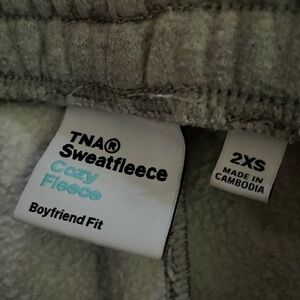 TNA®
Sweatfleece
Cozy
Fleece
Boyfriend Fit
2XS
MADE IN
CAMBODIA